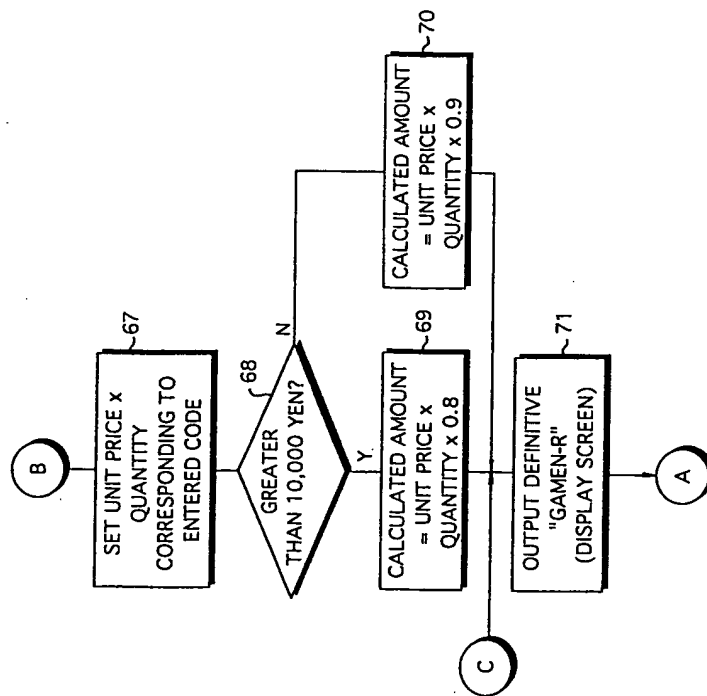 B
67
SET UNIT PRICE x
QUANTITY
CORRESPONDING TO
ENTERED CODE
68
GREATER
THAN 10,000 YEN?
N
Y
69
CALCULATED AMOUNT
= UNIT PRICE x
QUANTITY x 0.8
70
CALCULATED AMOUNT
= UNIT PRICE x
QUANTITY x 0.9
C
71
OUTPUT DEFINITIVE
"GAMEN-R"
(DISPLAY SCREEN)
A